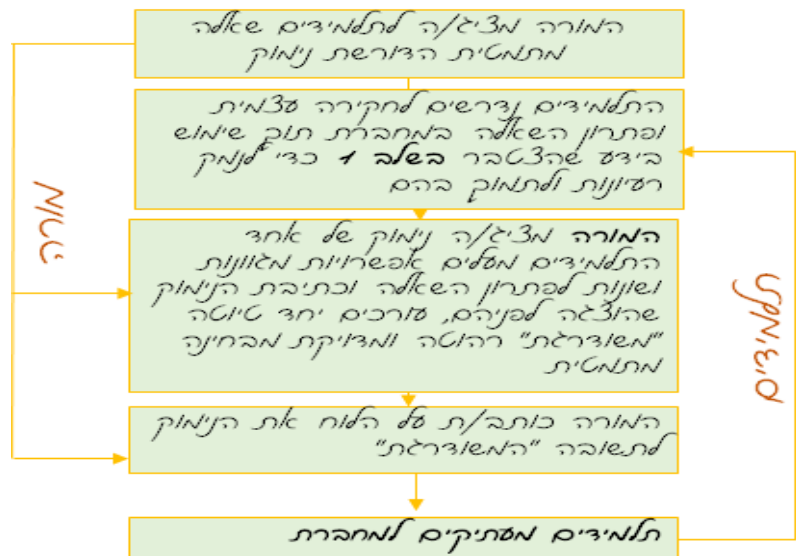 המורה מציג/ה לתלמידים שאלה
מתמטית הדורשת נימוק
התלמידים נדרשים לחקירה עצמית
ופתרון השאלה במחברת תוך שימוש
בידע שהצטבר בשלב 1 כדי לנמק
רעיונות ולתמוך בהם
המורה מציג/ה נימוק של אחד
התלמידים מעלים אפשרויות מגוונות
ושונות לפתרון השאלה וכתיבת הנימוק
שהוצגה לפניהם, עורכים יחד טיוטה
"משודרגת" רהוטה ומדויקת מבחינה
מתמטית
המורה כותב/ת על הלוח את הנימוק
לתשובה "המשודרגת"
תלמידים מעתיקים למחברת